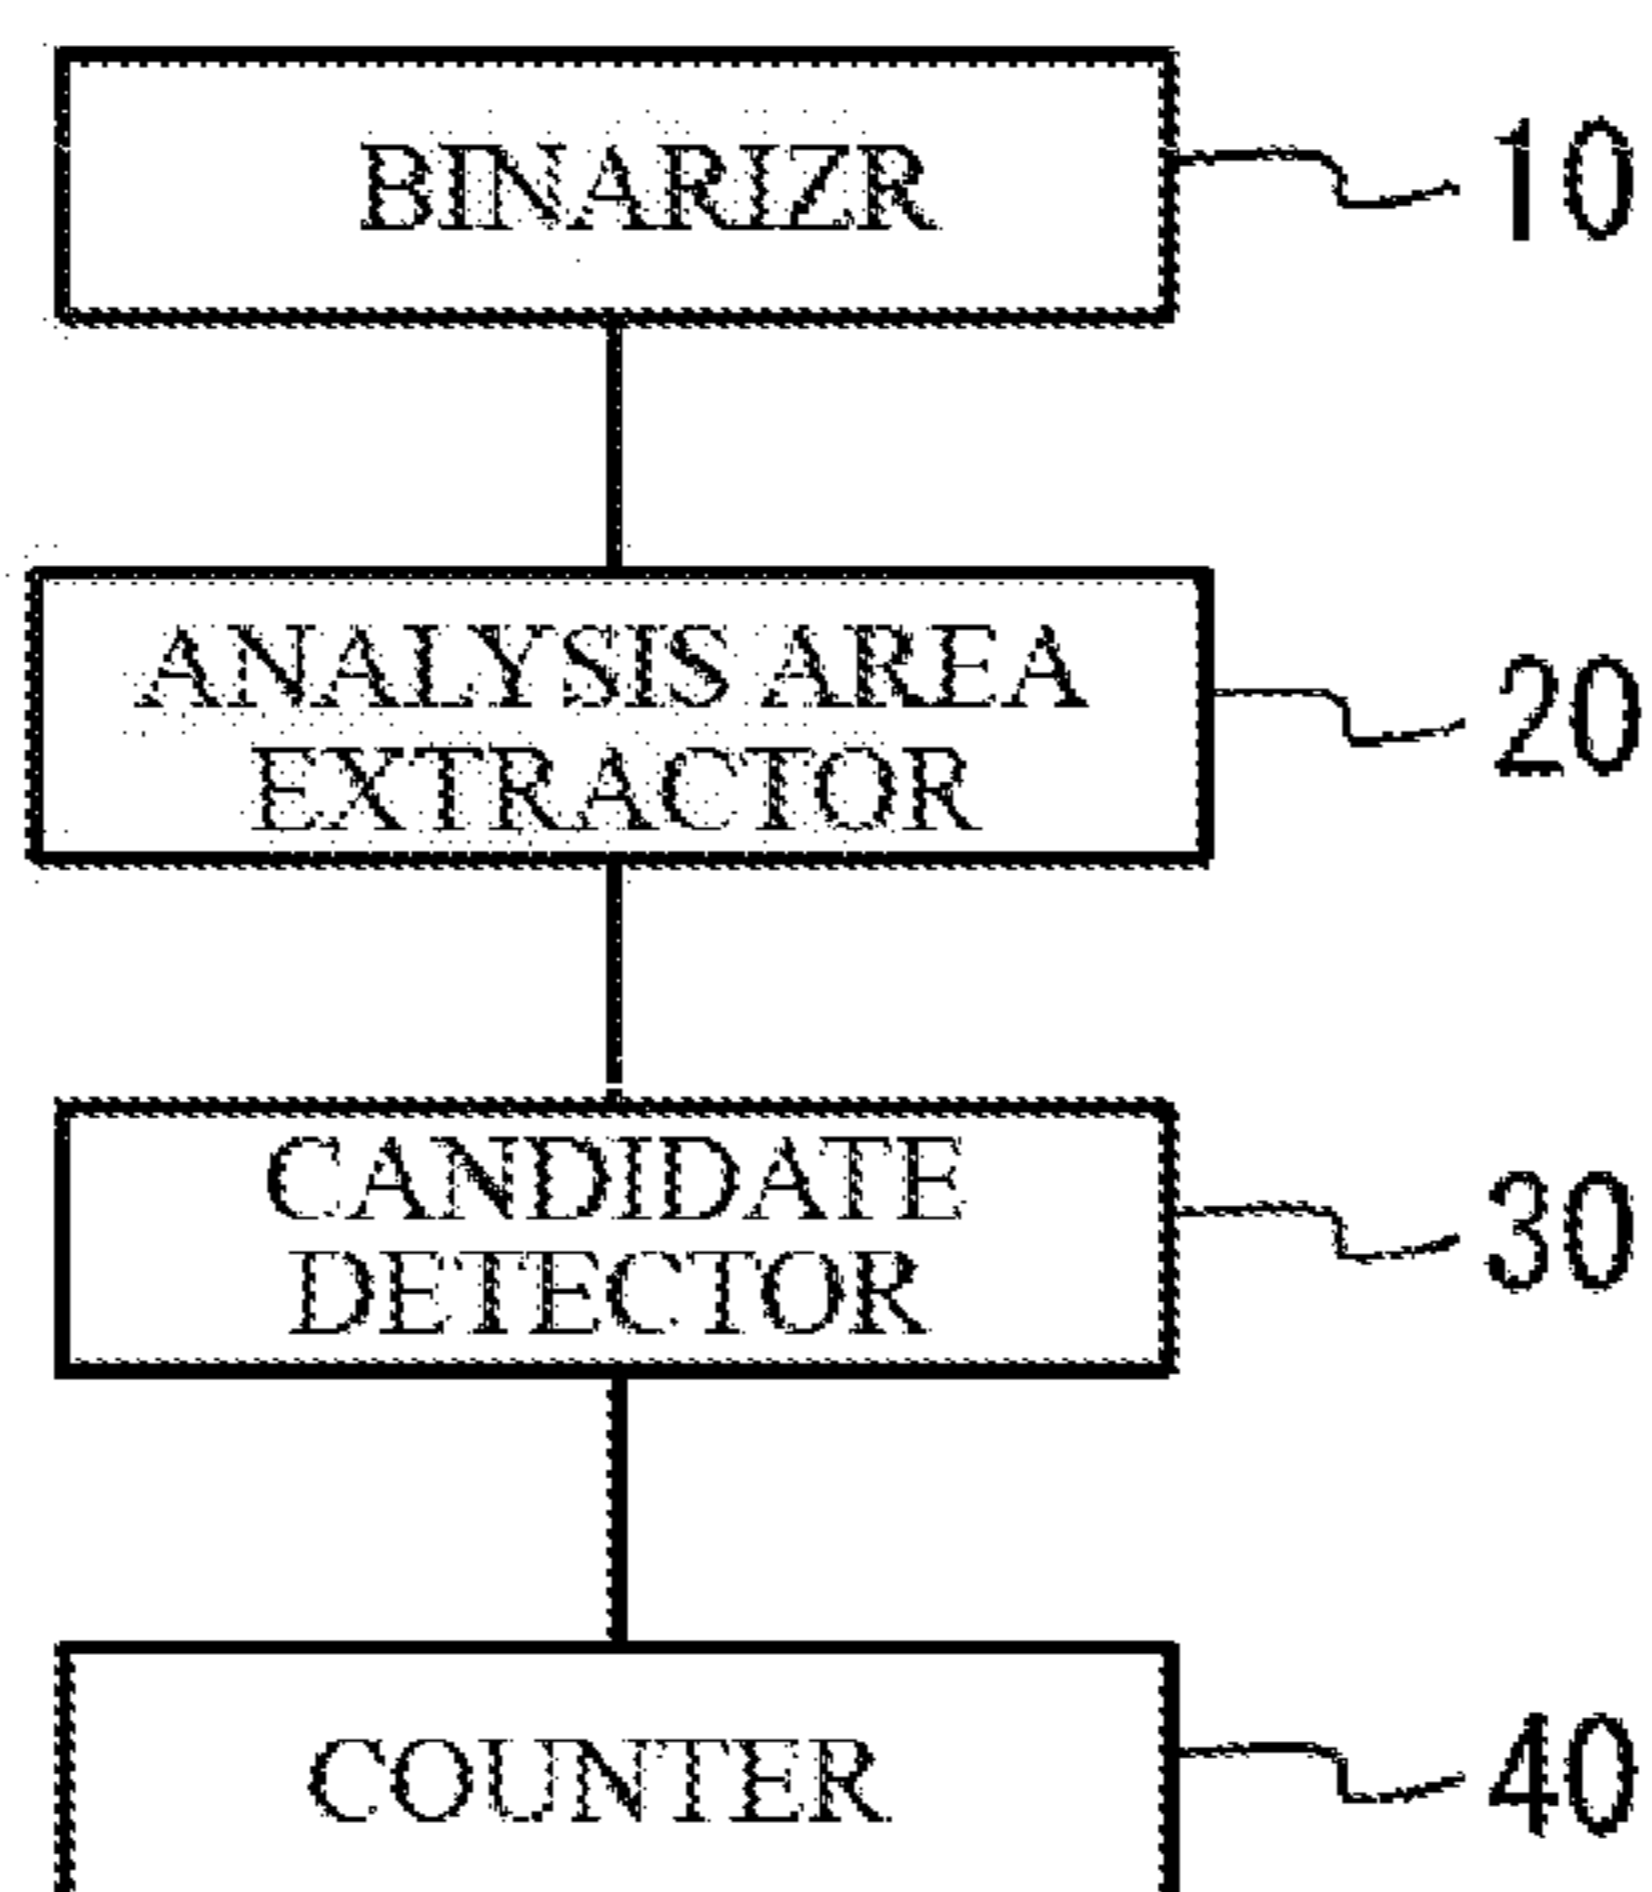 BINARIZR
10
ANALYSIS AREA
EXTRACTOR
20
CANDIDATE
DETECTOR
30
COUNTER
40